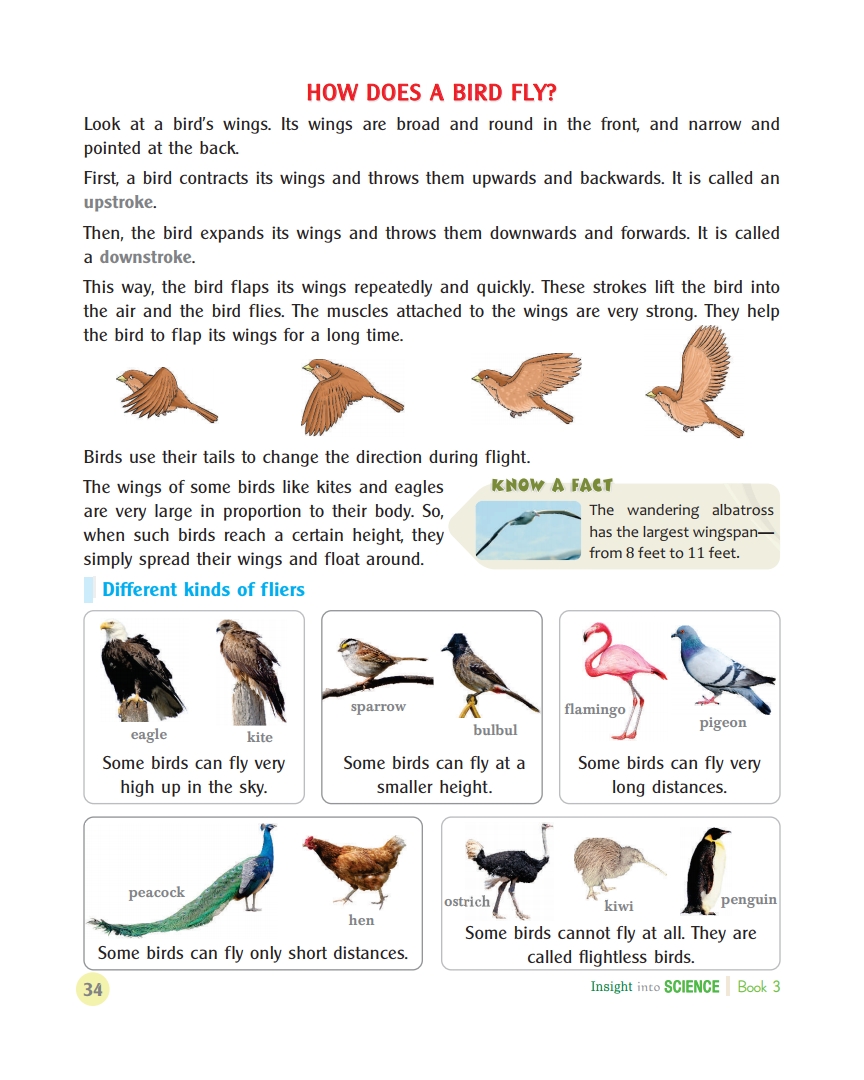 HOW DOES A BIRD FLY?
Look at a bird's wings. Its wings are broad and round in the front, and narrow and
pointed at the back.
First, a bird contracts its wings and throws them upwards and backwards. It is called an
upstroke.
Then, the bird expands its wings and throws them downwards and forwards. It is called
a downstroke.
This way, the bird flaps its wings repeatedly and quickly. These strokes lift the bird into
the air and the bird flies. The muscles attached to the wings are very strong. They help
the bird to flap its wings for a long time.
Birds use their tails to change the direction during flight.
The wings of some birds like kites and eagles
are very large in proportion to their body. So,
when such birds reach a certain height, they
simply spread their wings and float around.
KNOW A FACT
The wandering albatross
has the largest wingspan—
from 8 feet to 11 feet.
Different kinds of fliers
eagle
kite
Some birds can fly very
high up in the sky.
sparrow
bulbul
Some birds can fly at a
smaller height.
flamingo
pigeon
Some birds can fly very
long distances.
peacock
hen
Some birds can fly only short distances.
ostrich
kiwi
penguin
Some birds cannot fly at all. They are
called flightless birds.
34
Insight into SCIENCE Book 3